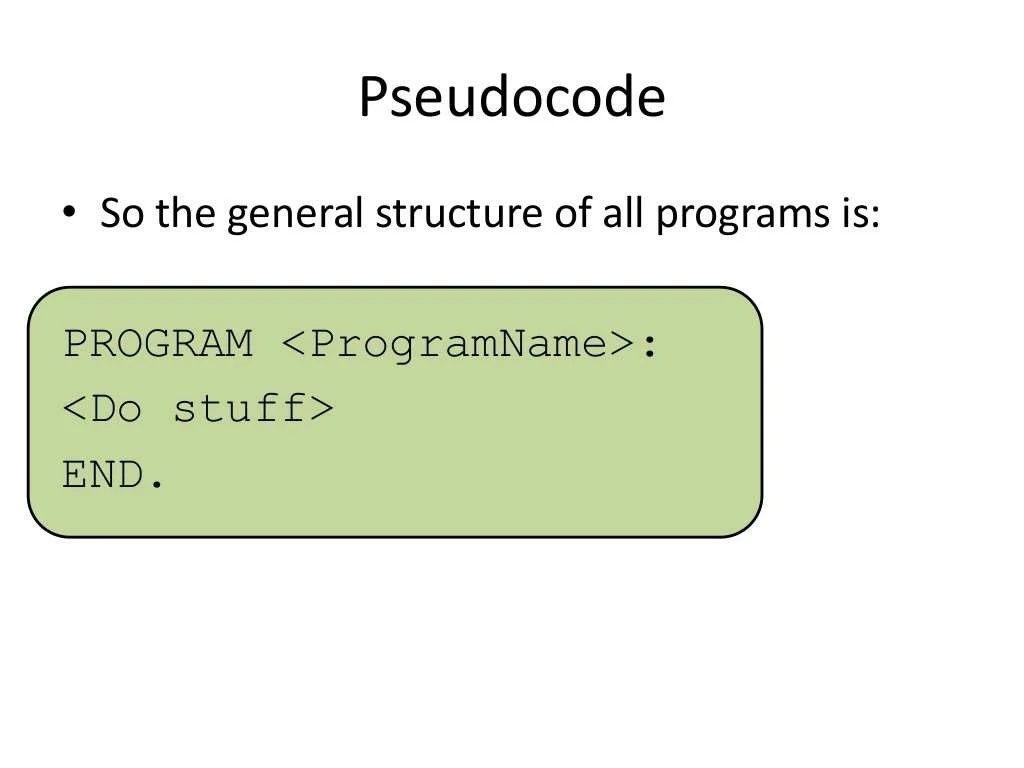 Pseudocode
• So the general structure of all programs is:
PROGRAM <ProgramName>:
<Do stuff>
END.